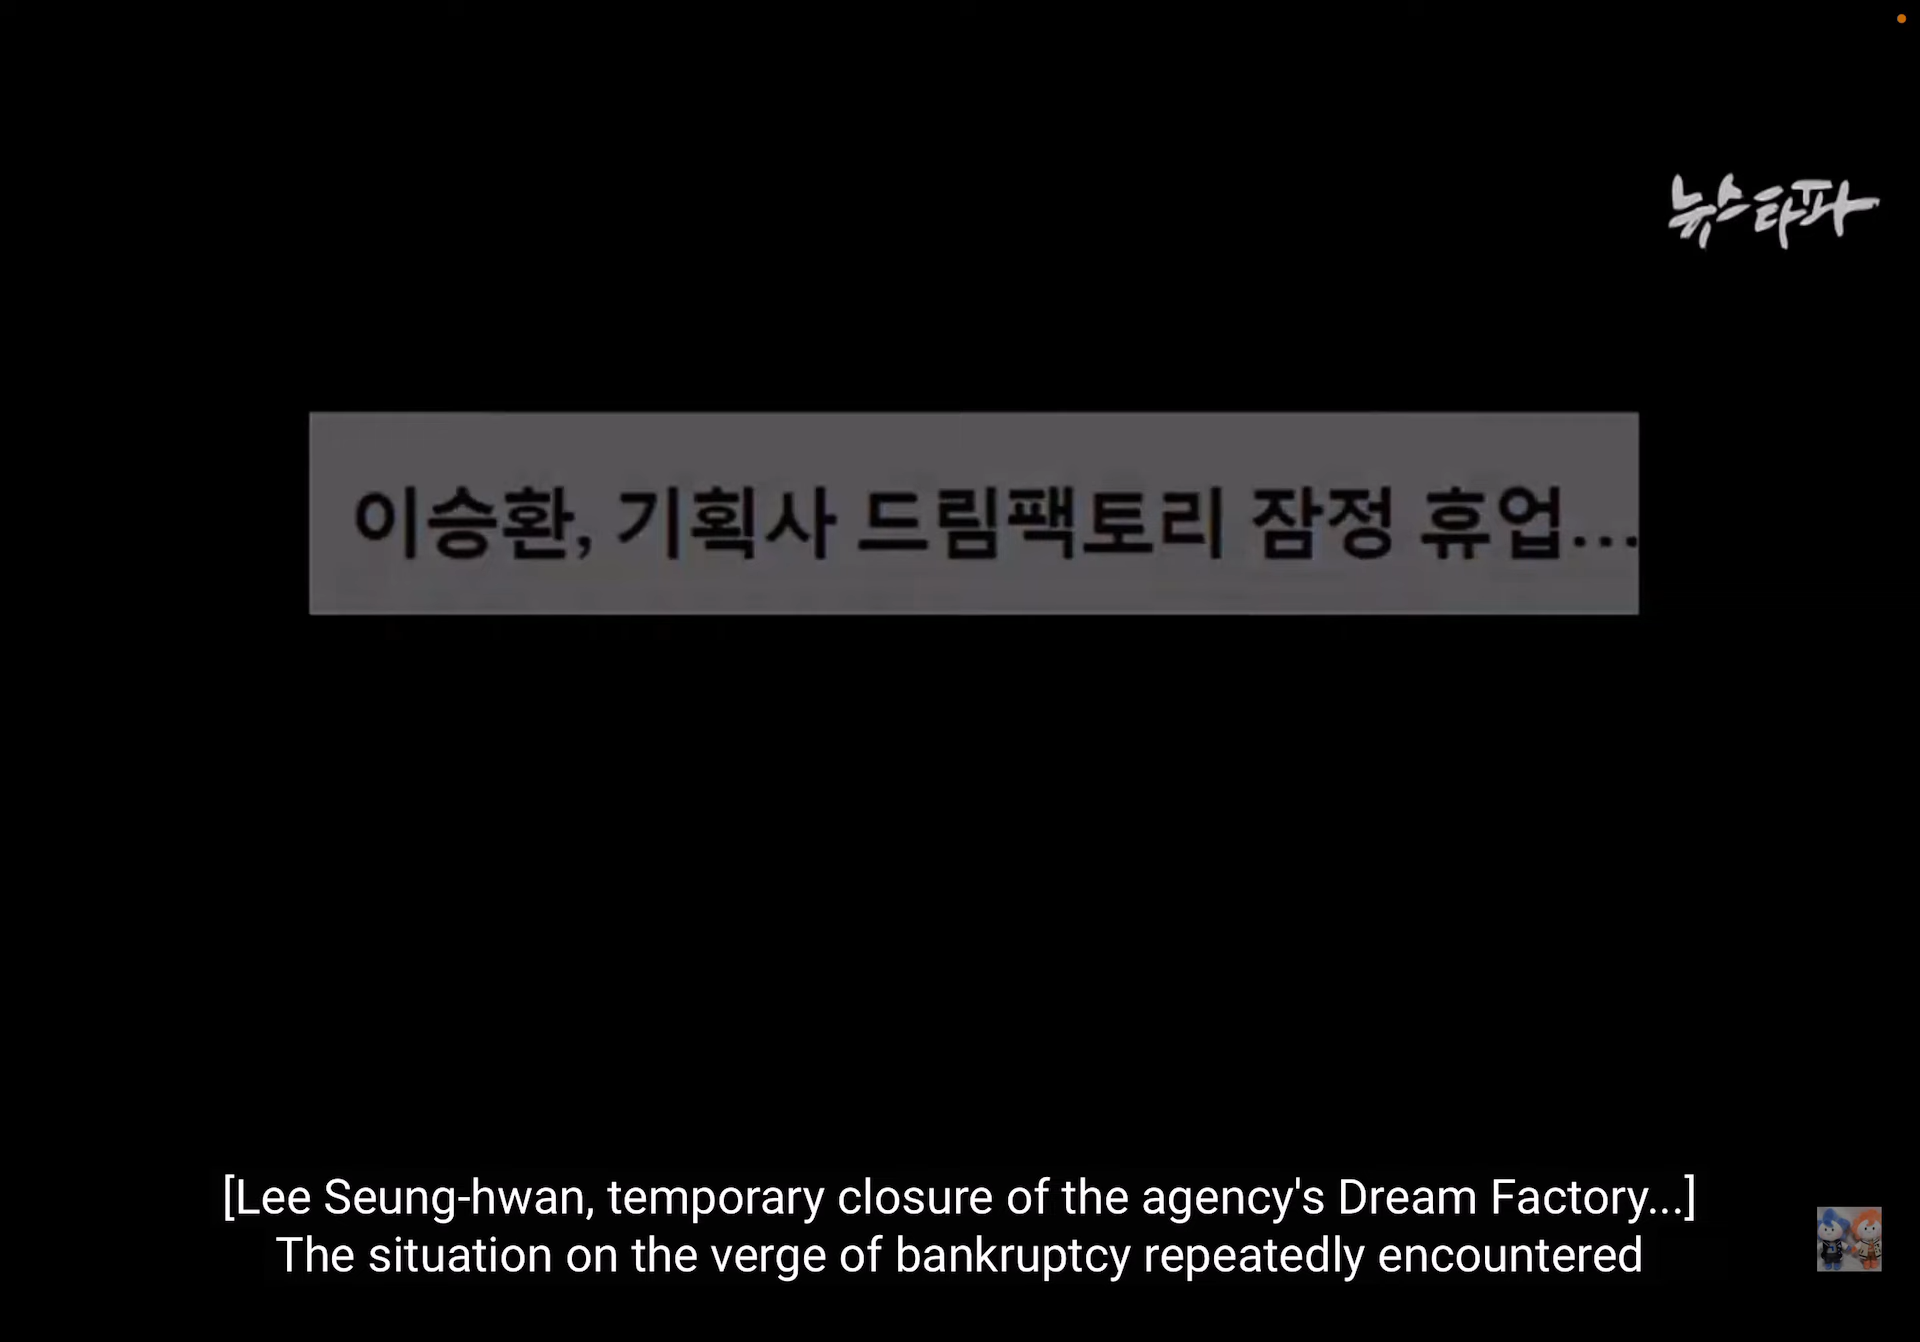 뉴스타파
이승환, 기획사 드림팩토리 잠정 휴업...
[Lee Seung-hwan, temporary closure of the agency's Dream Factory...]
The situation on the verge of bankruptcy repeatedly encountered